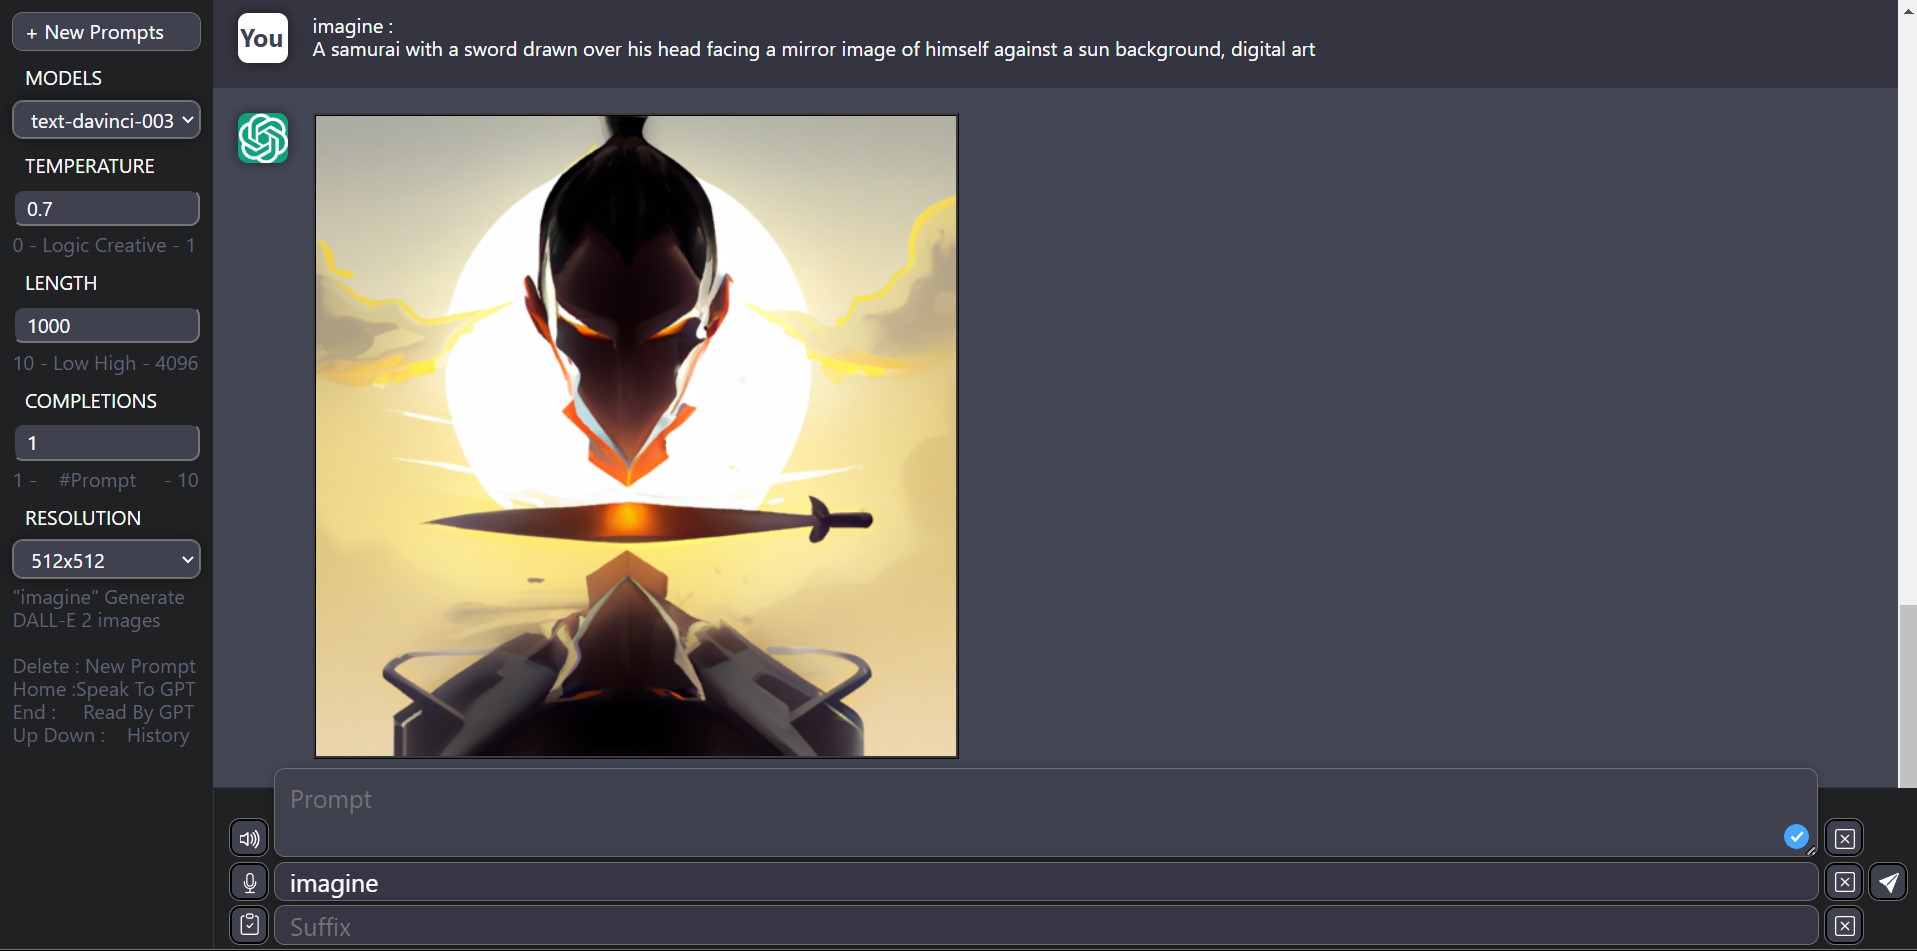 + New Prompts
MODELS
text-davinci-003
TEMPERATURE
0.7
0 - Logic Creative - 1
LENGTH
1000
10 - Low High - 4096
COMPLETIONS
1
1 - #Prompt - 10
RESOLUTION
512x512
"imagine" Generate
DALL-E 2 images
Delete : New Prompt
Home :Speak To GPT
End : Read By GPT
Up Down : History
You
imagine :
A samurai with a sword drawn over his head facing a mirror image of himself against a sun background, digital art
Prompt
imagine
Suffix